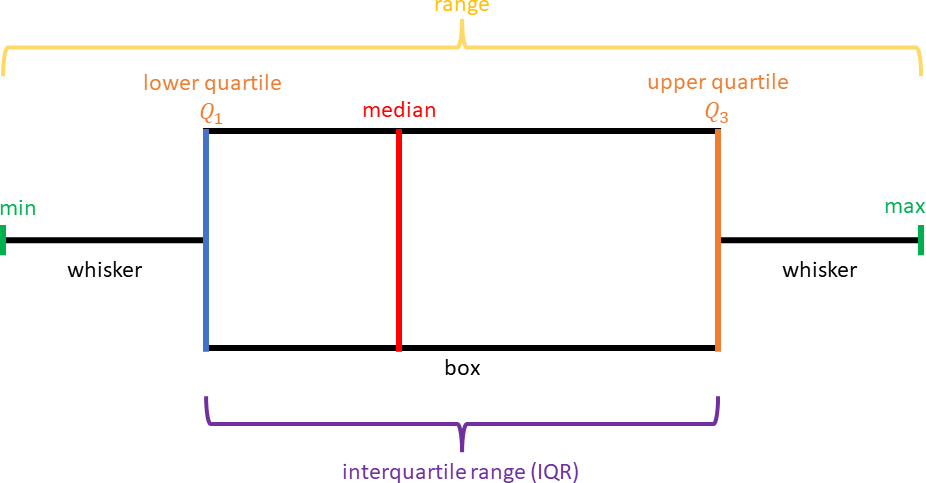 range
lower quartile
Q₁
median
upper quartile
Q₃
min
max
whisker
whisker
box
interquartile range (IQR)